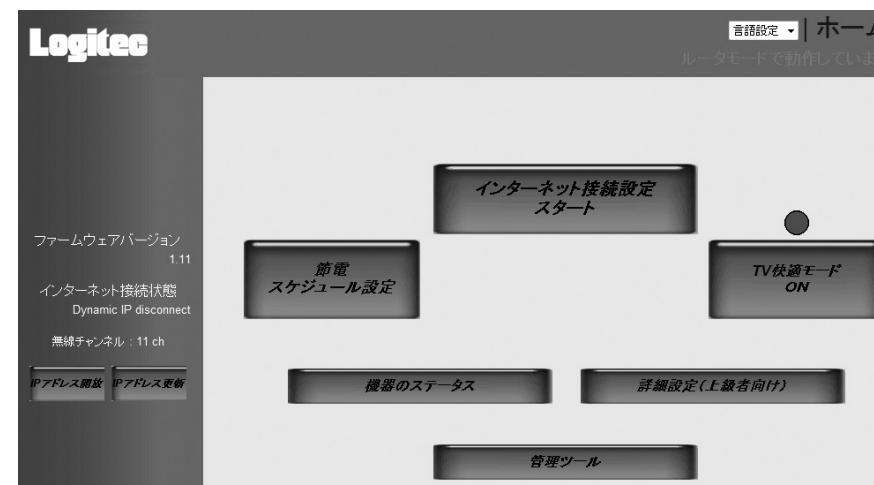 Logitec
言語設定
ホーム
ルータモードで動作していま
インターネット接続設定
スタート
ファームウェアバージョン
1.11
節電
スケジュール設定
TV快適モード
ON
インターネット接続状態
Dynamic IP disconnect
無線チャンネル : 11 ch
IPアドレス開放
IPアドレス更新
機器のステータス
詳細設定(上級者向け)
管理ツール